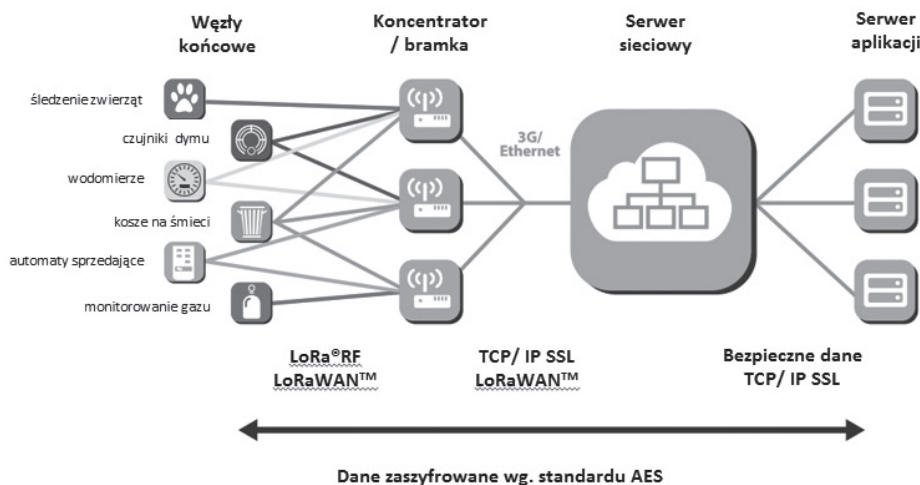 Węzły
końcowe
Koncentrator
/ bramka
Serwer
sieciowy
Serwer
aplikacji
śledzenie zwierząt
czujniki dymu
wodomierze
kosze na śmieci
automaty sprzedające
monitorowanie gazu
3G/
Ethernet
LoRa®RF
LoRaWAN™
TCP/ IP SSL
LoRaWAN™
Bezpieczne dane
TCP/ IP SSL
Dane zaszyfrowane wg. standardu AES